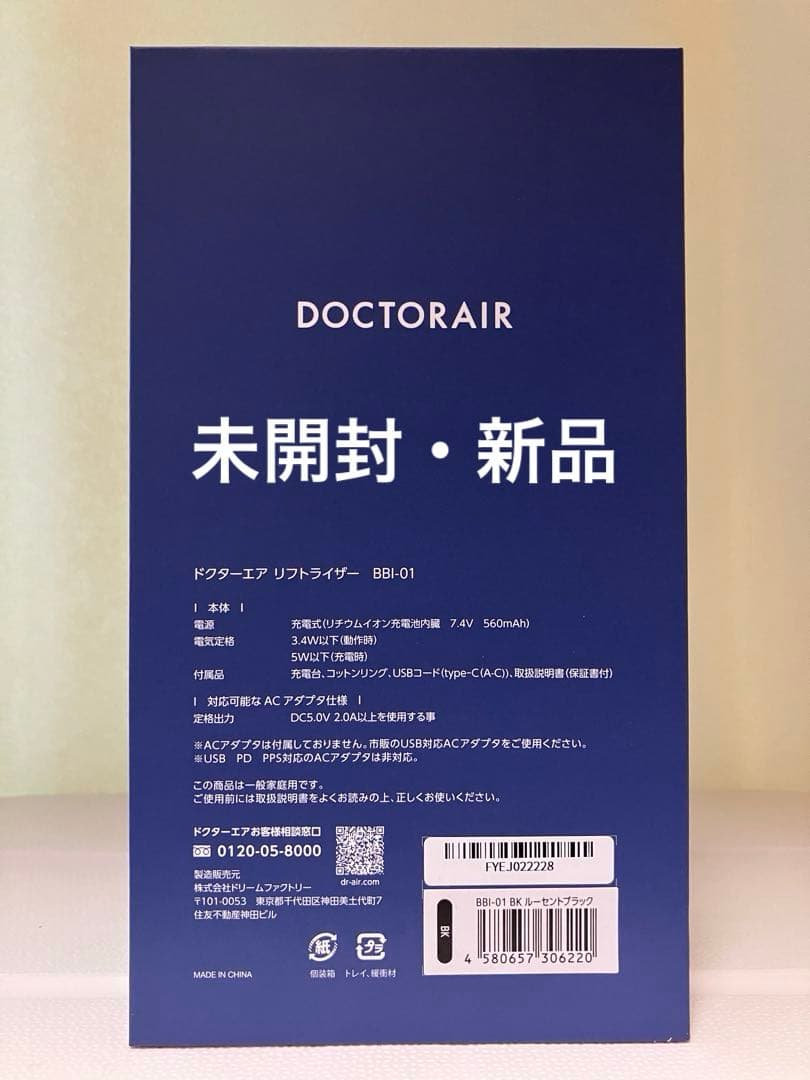 DOCTORAIR
未開封・新品
ドクターエア リフトライザー BBI-01
| 本体 |
電源 充電式(リチウムイオン充電池内臓 7.4V 560mAh)
電気定格 3.4W以下(動作時)
5W以下(充電時)
付属品 充電台、コットンリング、USBコード(type-C(A-C))、取扱説明書(保証書付)
| 対応可能な AC アダプタ仕様 |
定格出力 DC5.0V 2.0A以上を使用する事
※ACアダプタは付属しておりません。市販のUSB対応ACアダプタをご使用ください。
※USB PD PPS対応のACアダプタは非対応。
この商品は一般家庭用です。
ご使用前には取扱説明書をよくお読みの上、正しくお使いください。
ドクターエアお客様相談窓口
0120-05-8000
dr-air.com
製造販売元
株式会社ドリームファクトリー
〒101-0053 東京都千代田区神田美土代町7
住友不動産神田ビル
紙 プラ
個装箱 トレイ、緩衝材
MADE IN CHINA
FYEJ022228
BBI-01 BK ルーセントブラック
BK
4 580657 306220